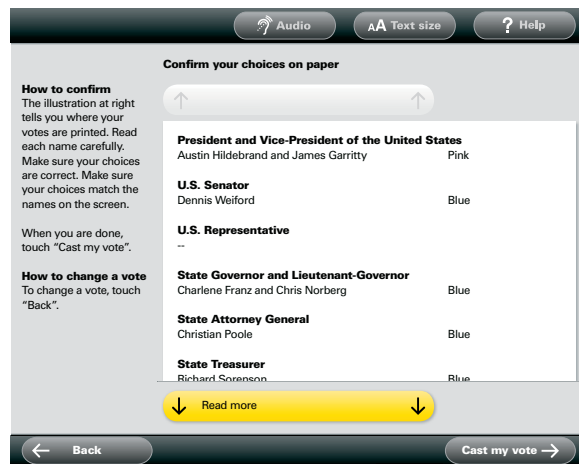 Audio
AA Text size
? Help
Confirm your choices on paper
How to confirm
The illustration at right
tells you where your
votes are printed. Read
each name carefully.
Make sure your choices
are correct. Make sure
your choices match the
names on the screen.
When you are done,
touch “Cast my vote”.
How to change a vote
To change a vote, touch
“Back”.
President and Vice-President of the United States
Austin Hildebrand and James Garritty Pink
U.S. Senator
Dennis Weiford Blue
U.S. Representative
--
State Governor and Lieutenant-Governor
Charlene Franz and Chris Norberg Blue
State Attorney General
Christian Poole Blue
State Treasurer
Richard Sorenson Blue
Read more
Back
Cast my vote